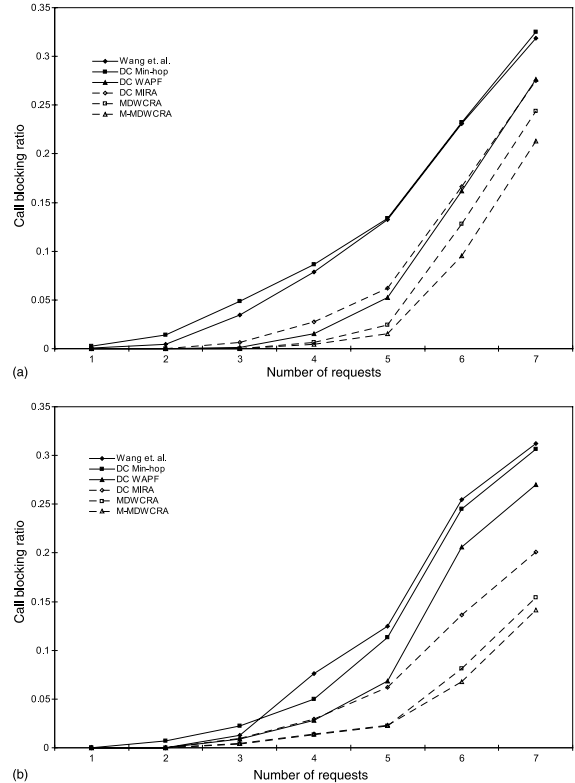 0.35
0.3
0.25
0.2
0.15
0.1
0.05
0
Call blocking ratio
Wang et. al.
DC Min-hop
DC WAPF
DC MIRA
MDWCRA
M-MDWCRA
1 2 3 4 5 6 7
(a)
Number of requests
0.35
0.3
0.25
0.2
0.15
0.1
0.05
0
Call blocking ratio
Wang et. al.
DC Min-hop
DC WAPF
DC MIRA
MDWCRA
M-MDWCRA
1 2 3 4 5 6 7
(b)
Number of requests